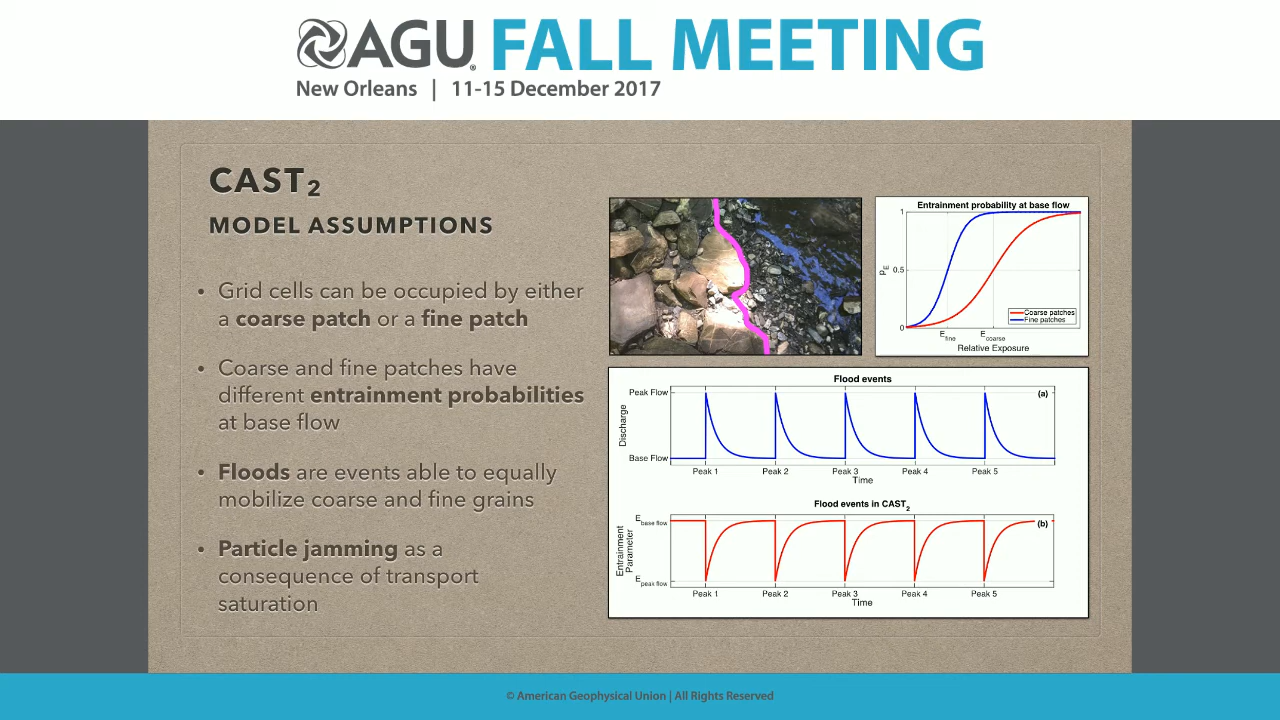 AGU FALL MEETING
New Orleans | 11-15 December 2017
CAST2
MODEL ASSUMPTIONS
• Grid cells can be occupied by either
a coarse patch or a fine patch
• Coarse and fine patches have
different entrainment probabilities
at base flow
• Floods are events able to equally
mobilize coarse and fine grains
• Particle jamming as a
consequence of transport
saturation
Entrainment probability at base flow
1
0.5
0
PE
Coarse patches
Fine patches
Efine
Ecoarse
Relative Exposure
Flood events
(a)
Peak Flow
Discharge
Base Flow
Peak 1 Peak 2 Peak 3 Peak 4 Peak 5
Time
Flood events in CAST2
(b)
Ebase flow
Entrainment
Parameter
Epeak flow
Peak 1 Peak 2 Peak 3 Peak 4 Peak 5
Time
© American Geophysical Union | All Rights Reserved